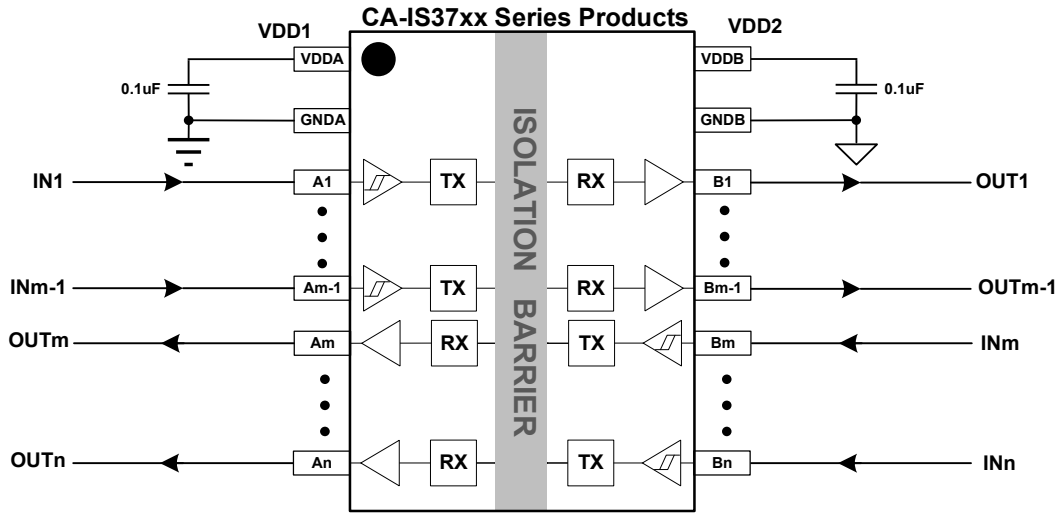 CA-IS37xx Series Products
VDD1
VDD2
VDDA
VDDB
0.1uF
0.1uF
GNDA
GNDB
ISOLATION BARRIER
IN1
A1
TX
RX
B1
OUT1
INm-1
Am-1
TX
RX
Bm-1
OUTm-1
OUTm
Am
RX
TX
Bm
INm
OUTn
An
RX
TX
Bn
INn